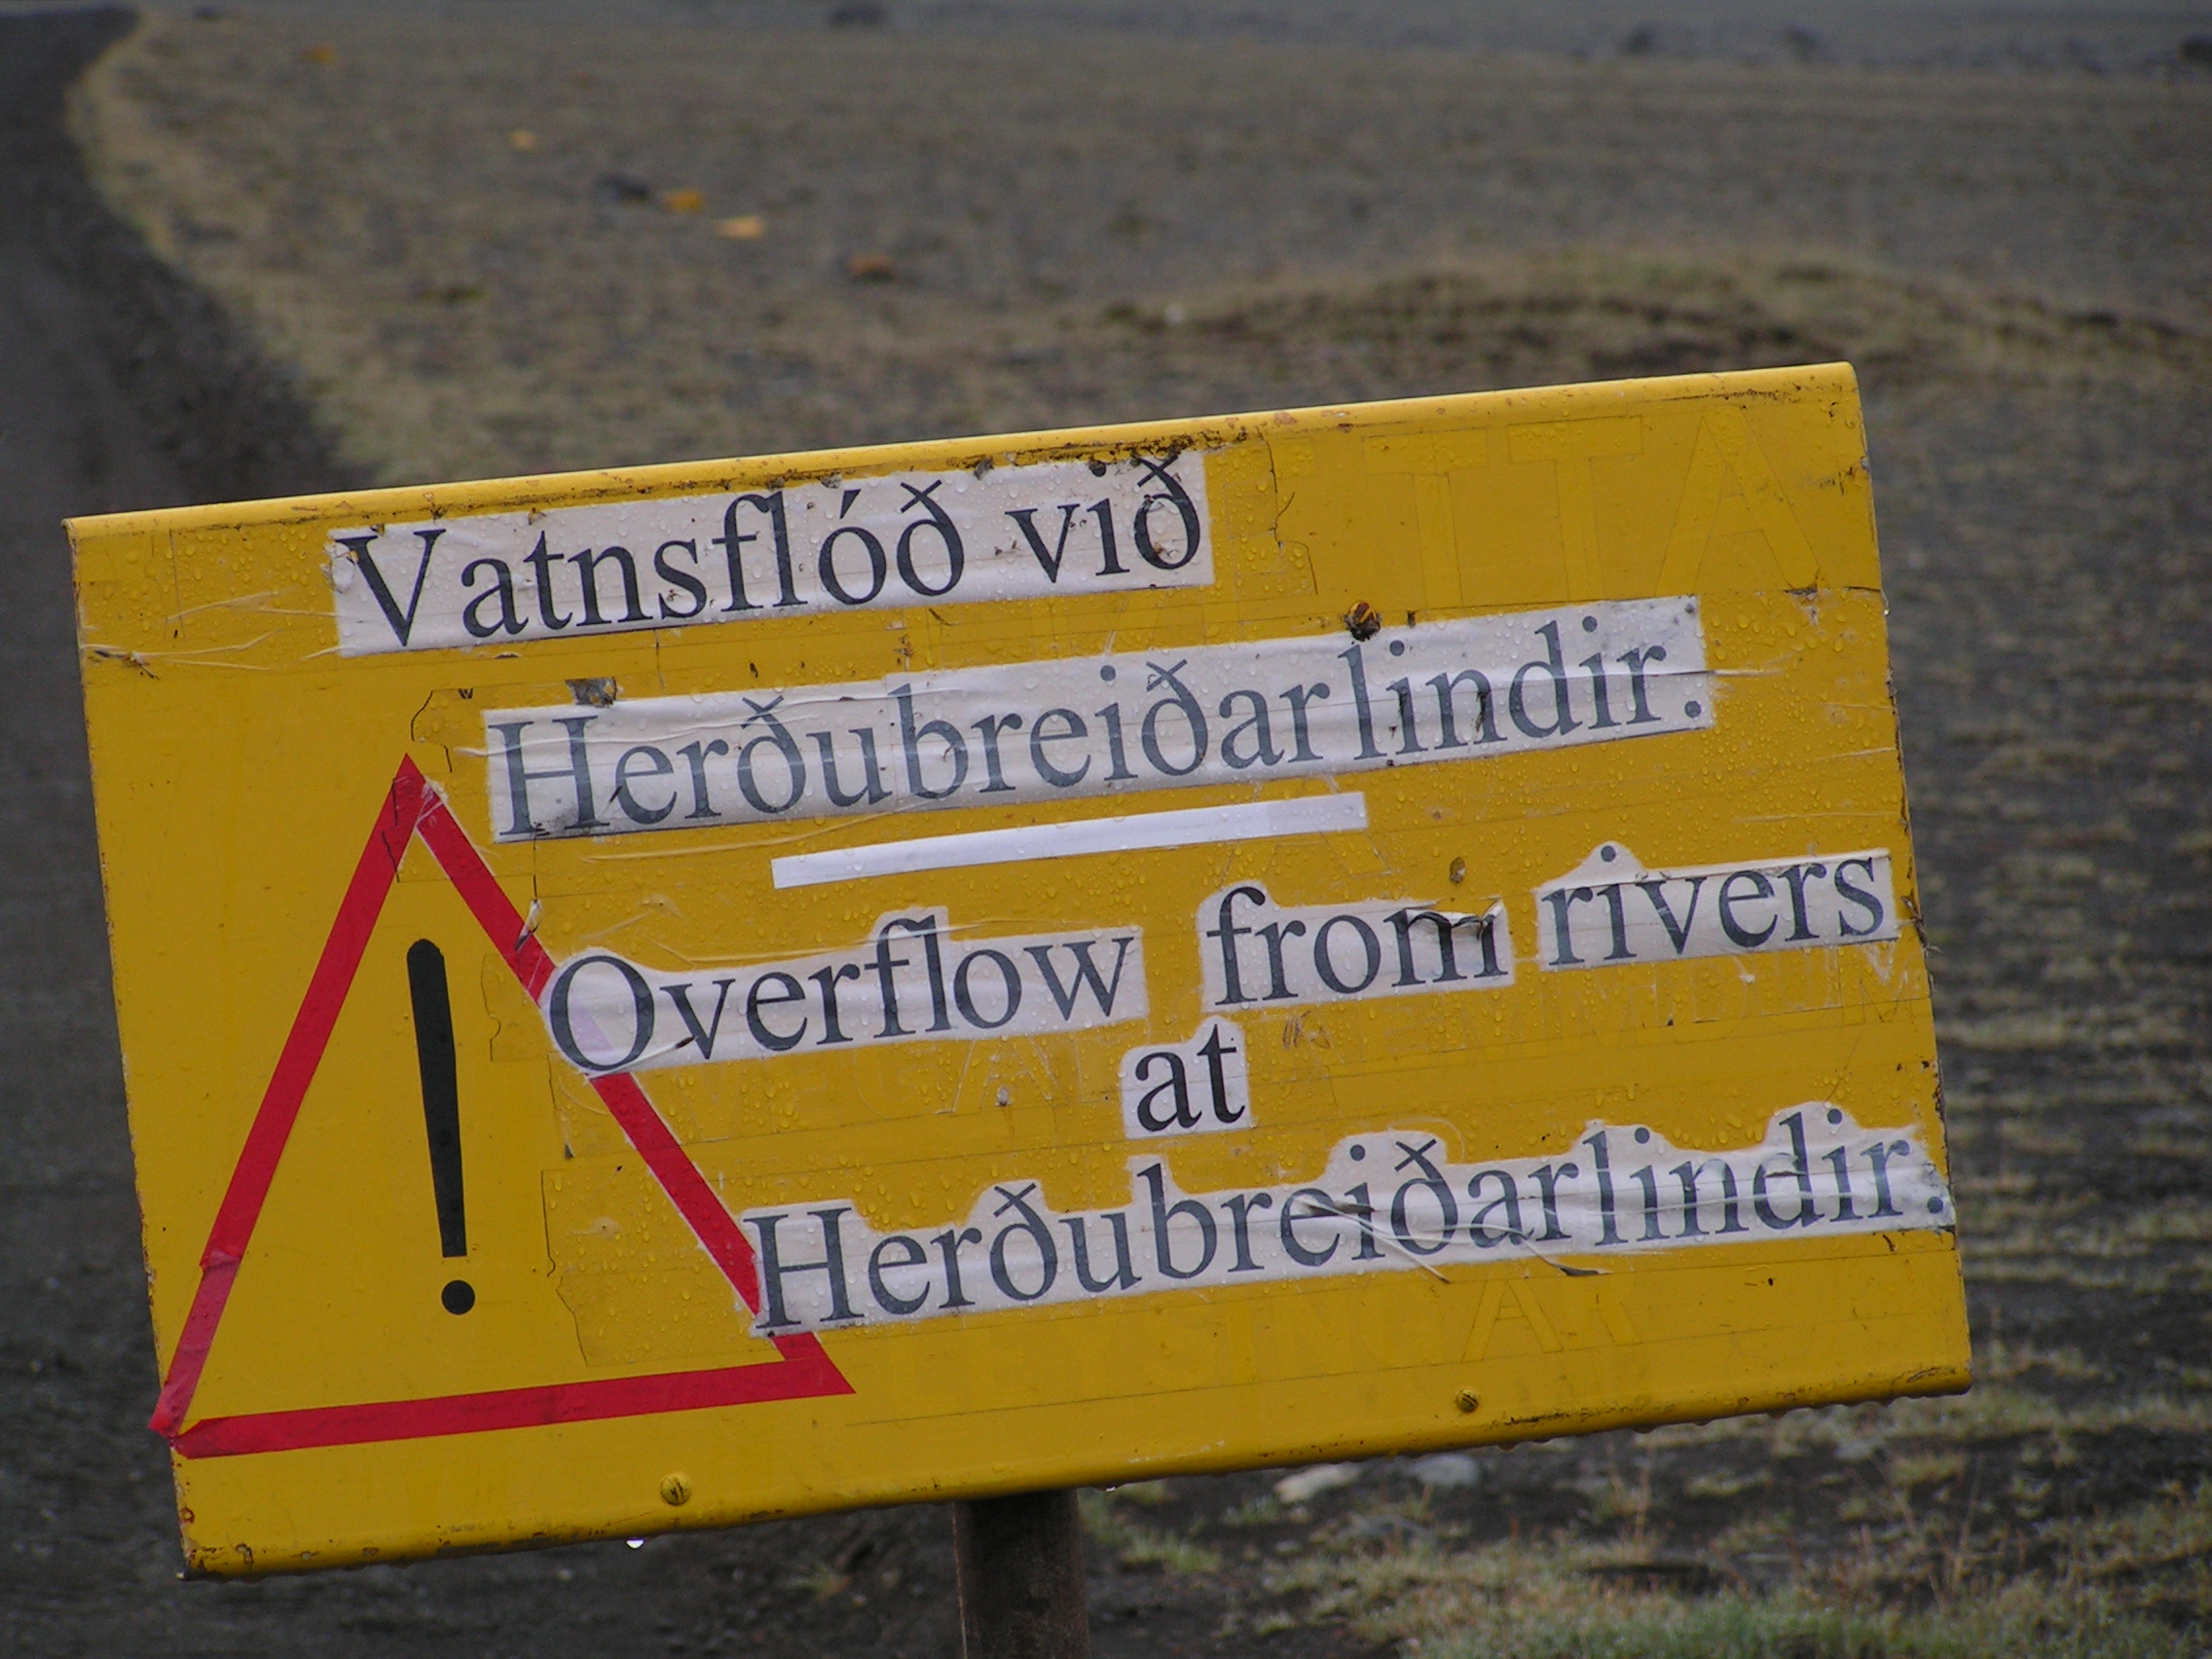 Vatnsflóð við
Herðubreiðarlindir.
Overflow from rivers
at
Herðubreiðarlindir.